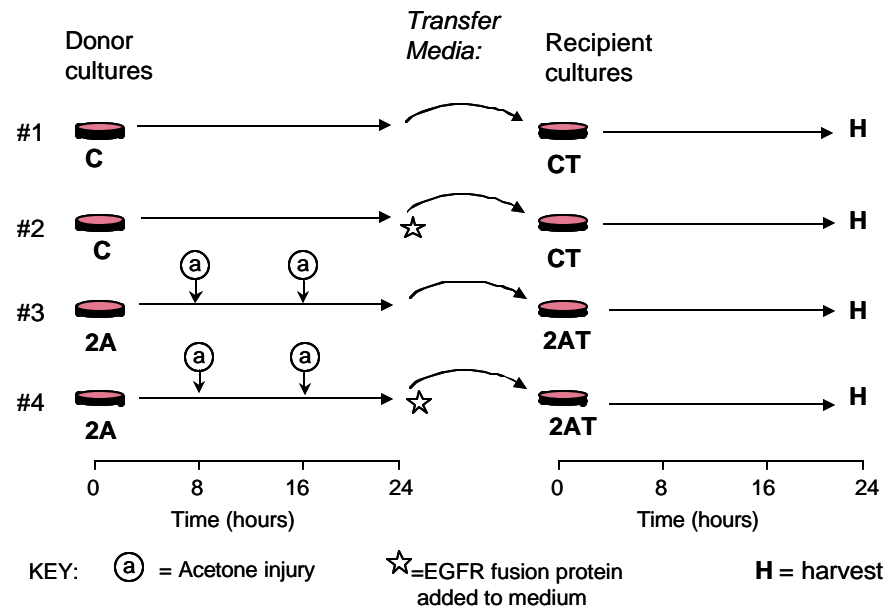 Donor
cultures
Transfer
Media:
Recipient
cultures
#1
C
CT
H
#2
C
CT
H
a
a
#3
2A
2AT
H
a
a
#4
2A
2AT
H
0 8 16 24
Time (hours)
0 8 16 24
Time (hours)
KEY: a = Acetone injury
=EGFR fusion protein
added to medium
H = harvest